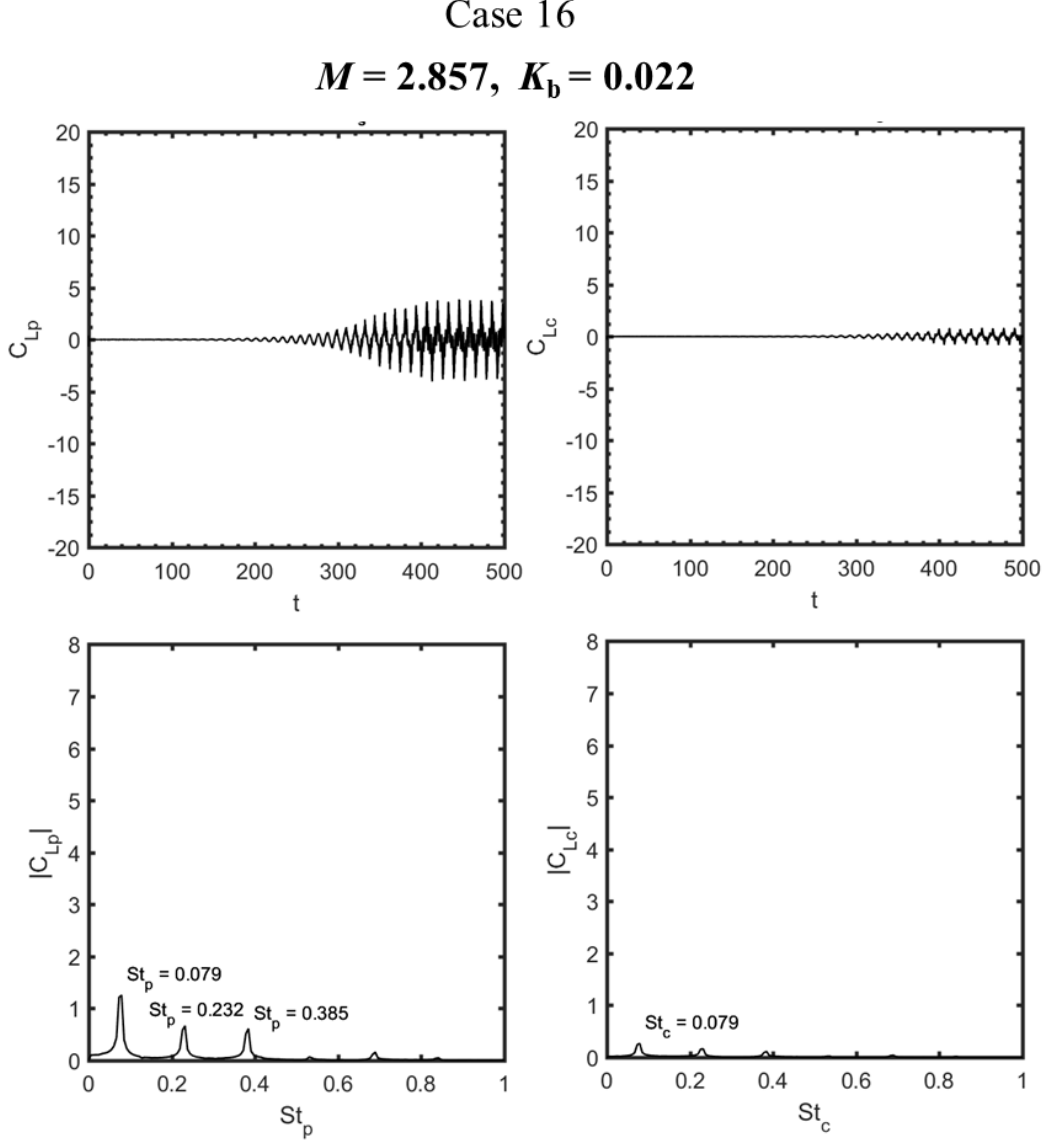 Case 16
M = 2.857, K_b = 0.022
20
15
10
5
0
-5
-10
-15
-20
C_Lp
0 100 200 300 400 500
t
20
15
10
5
0
-5
-10
-15
-20
C_Lc
0 100 200 300 400 500
t
8
7
6
5
4
3
2
1
0
|C_Lp|
St_p = 0.079
St_p = 0.232
St_p = 0.385
0 0.2 0.4 0.6 0.8 1
St_p
8
7
6
5
4
3
2
1
0
|C_Lc|
St_c = 0.079
0 0.2 0.4 0.6 0.8 1
St_c